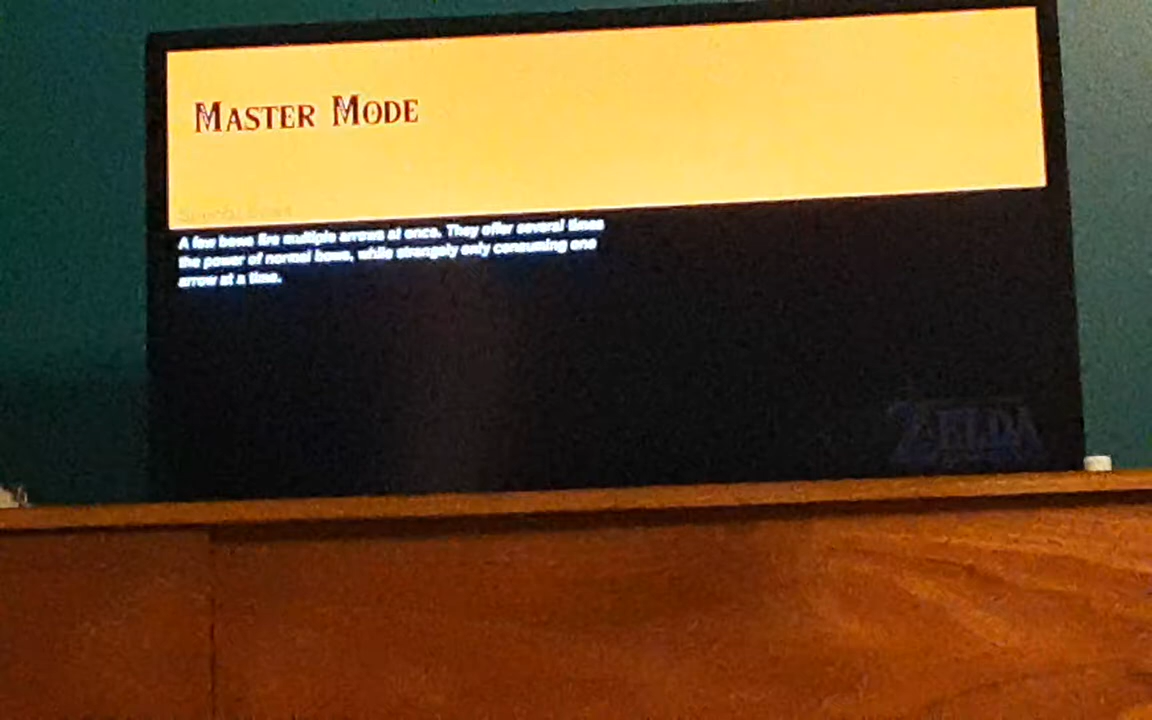 MASTER MODE
A few bows fire multiple arrows at once. They offer several times
the power of normal bows, while strangely only consuming one
arrow at a time.
ZELDA